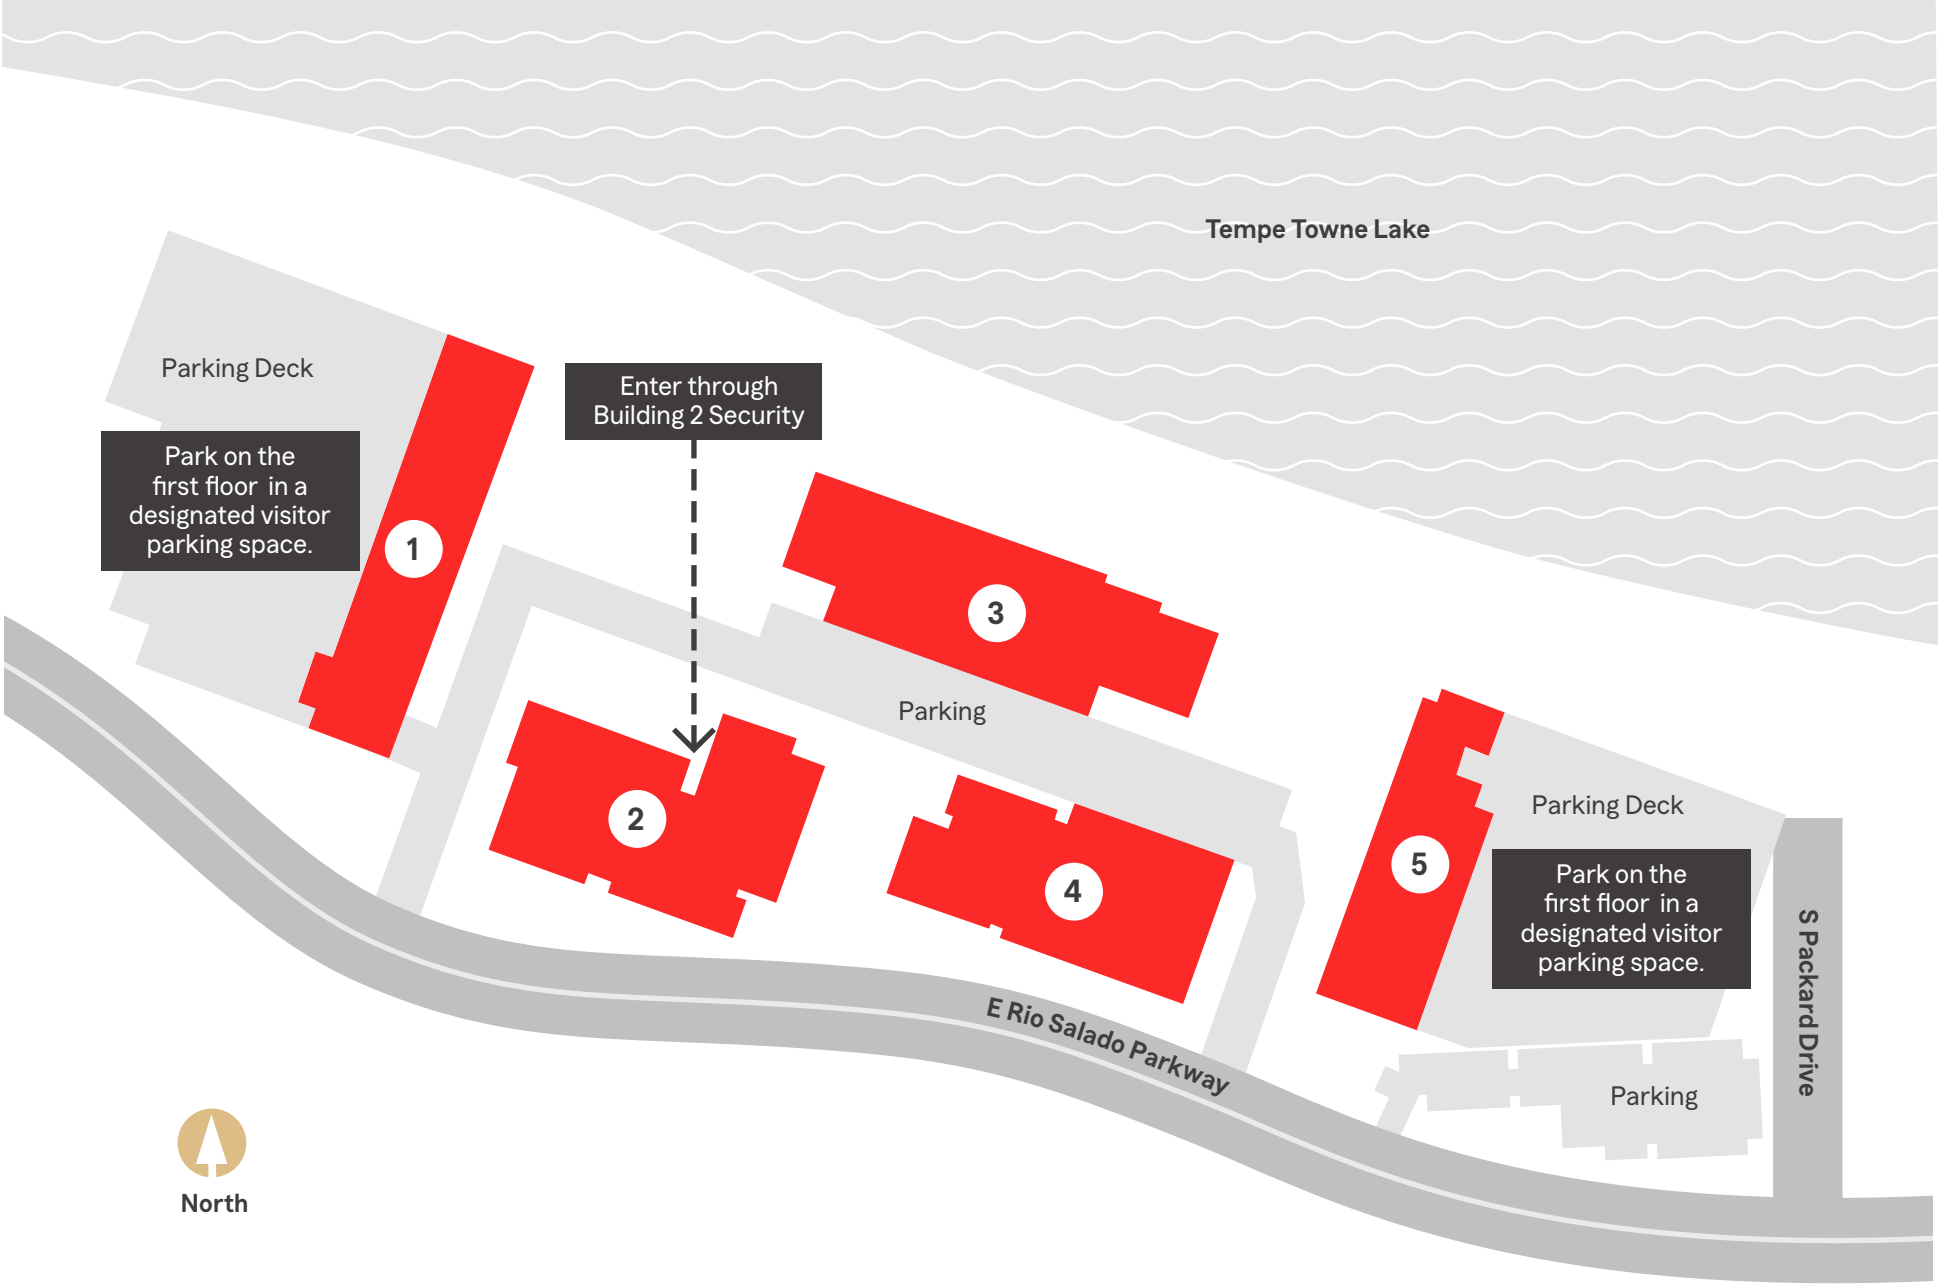 Tempe Towne Lake
Parking Deck
Park on the
first floor in a
designated visitor
parking space.
1
Enter through
Building 2 Security
3
Parking
2
4
5
Parking Deck
Park on the
first floor in a
designated visitor
parking space.
S Packard Drive
E Rio Salado Parkway
Parking
North